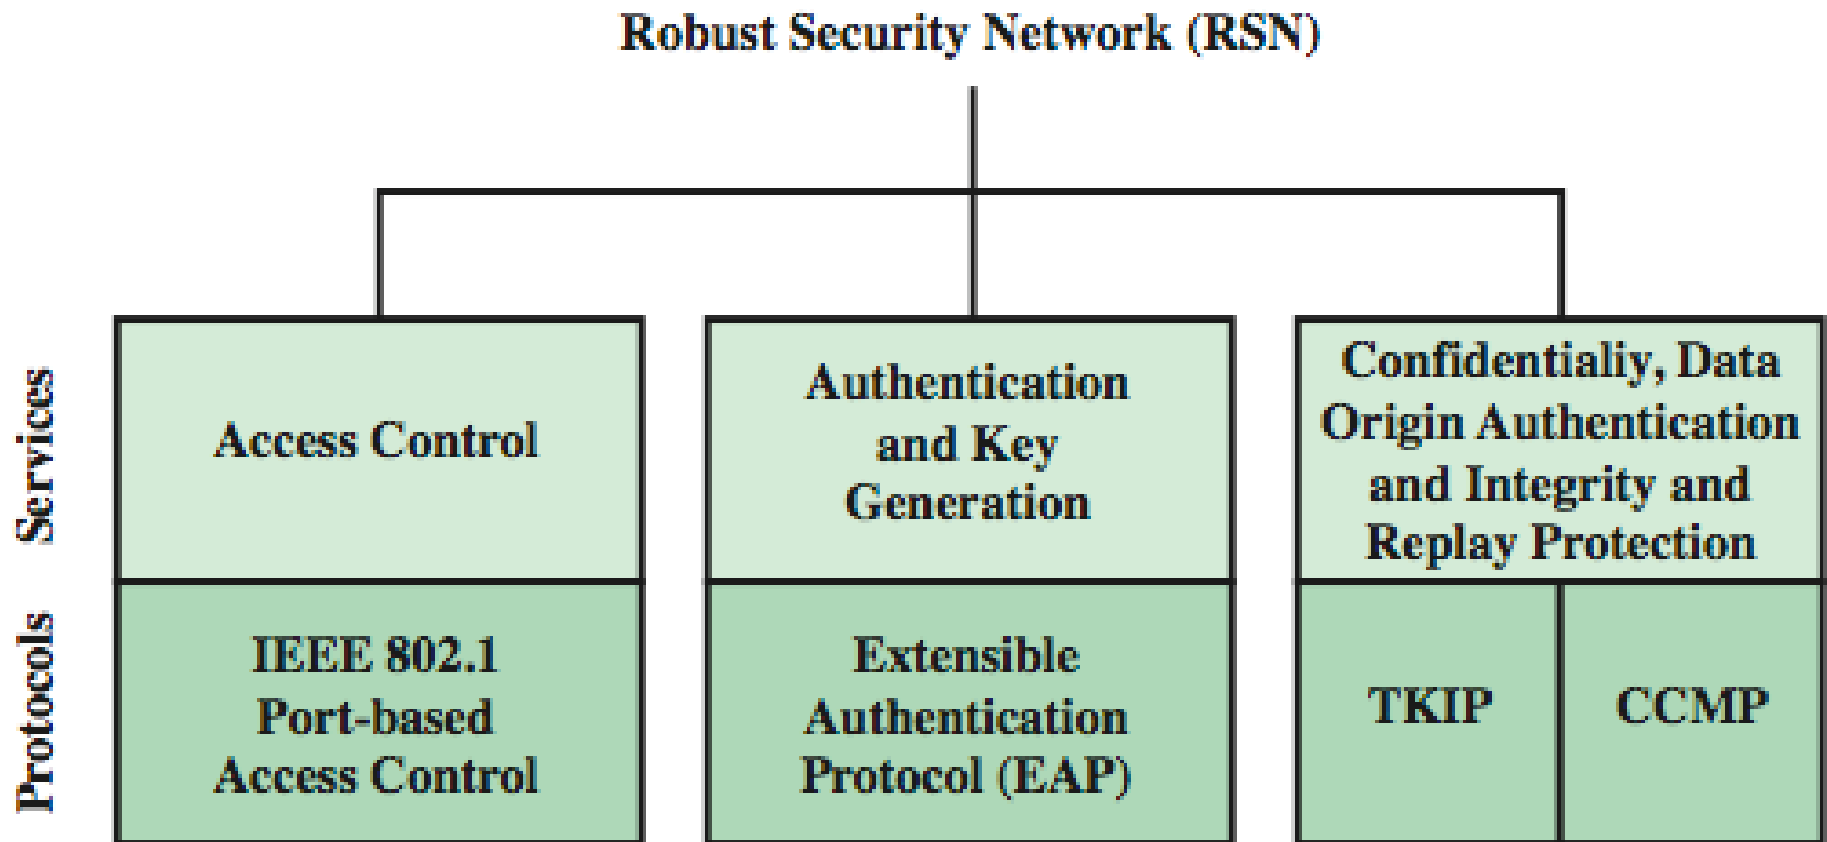 Robust Security Network (RSN)
Services
Access Control
Authentication
and Key
Generation
Confidentialiy, Data
Origin Authentication
and Integrity and
Replay Protection
Protocols
IEEE 802.1
Port-based
Access Control
Extensible
Authentication
Protocol (EAP)
TKIP
CCMP